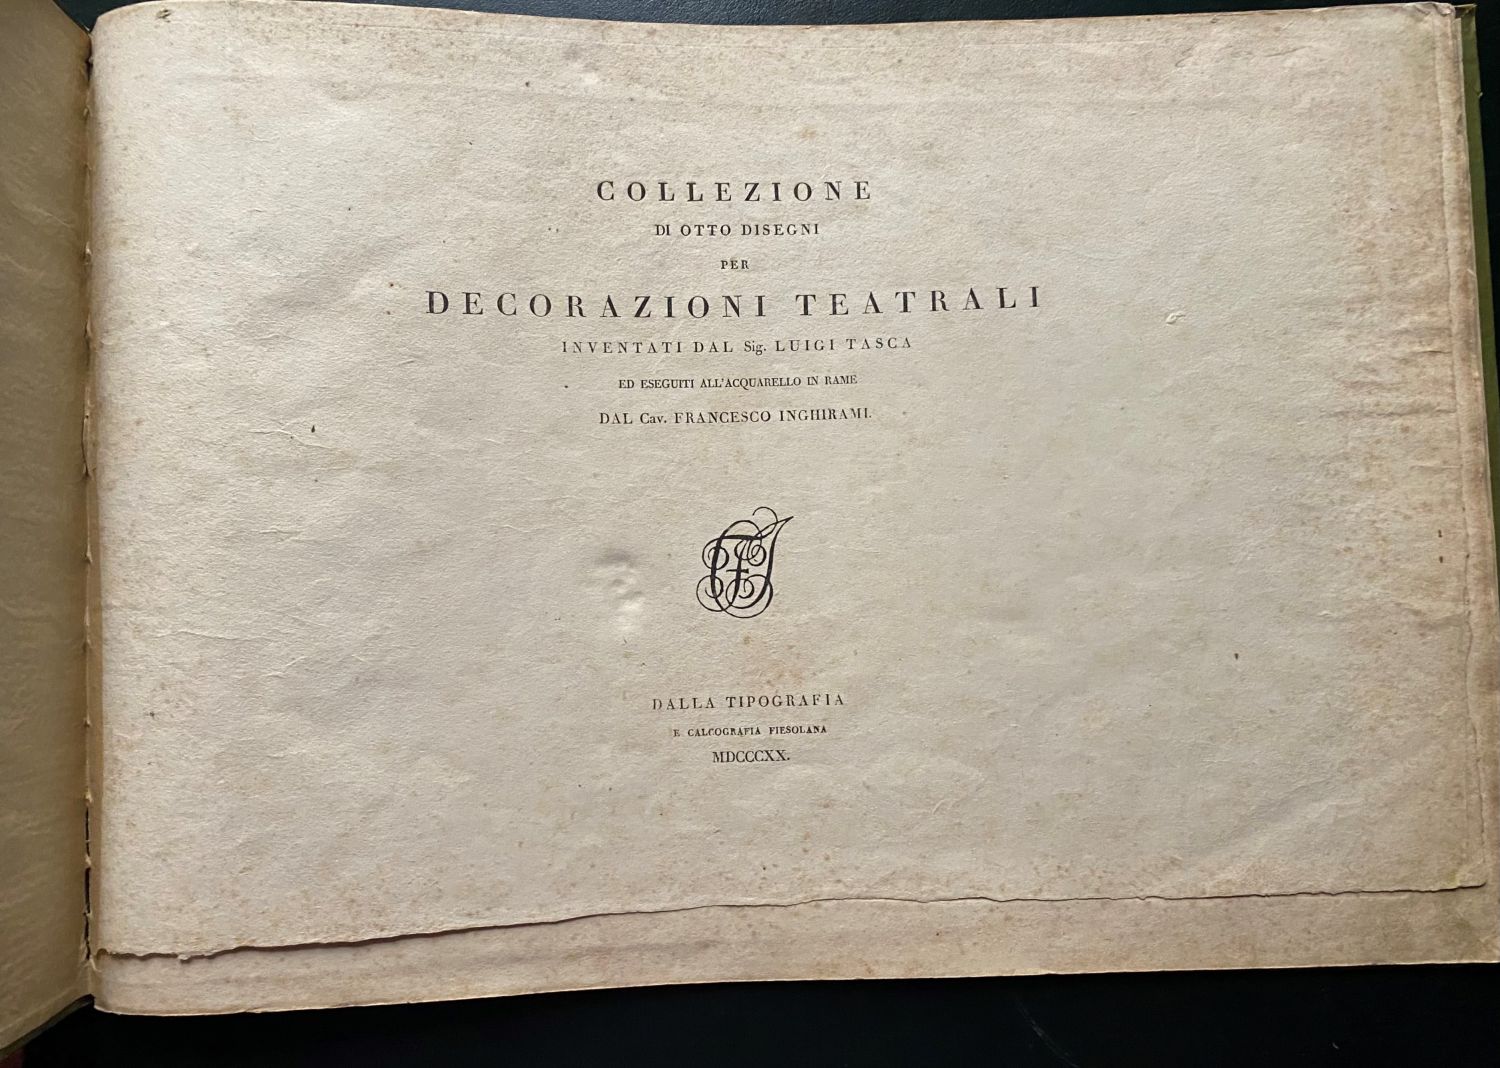 COLLEZIONE
DI OTTO DISEGNI
PER
DECORAZIONI TEATRALI
INVENTATI DAL Sig. LUIGI TASCA
ED ESEGUITI ALL'ACQUARELLO IN RAME
DAL Cav. FRANCESCO INGHIRAMI.
DALLA TIPOGRAFIA
E CALCOGRAFIA FIESOLANA
MDCCCXX.